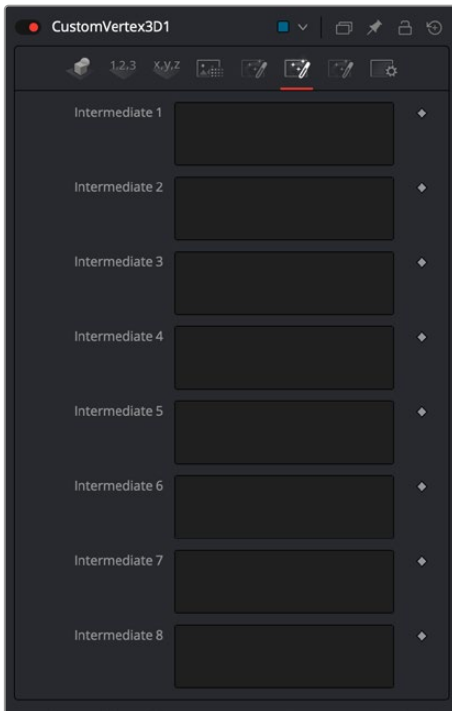 CustomVertex3D1
1,2,3 x,y,z
Intermediate 1
Intermediate 2
Intermediate 3
Intermediate 4
Intermediate 5
Intermediate 6
Intermediate 7
Intermediate 8